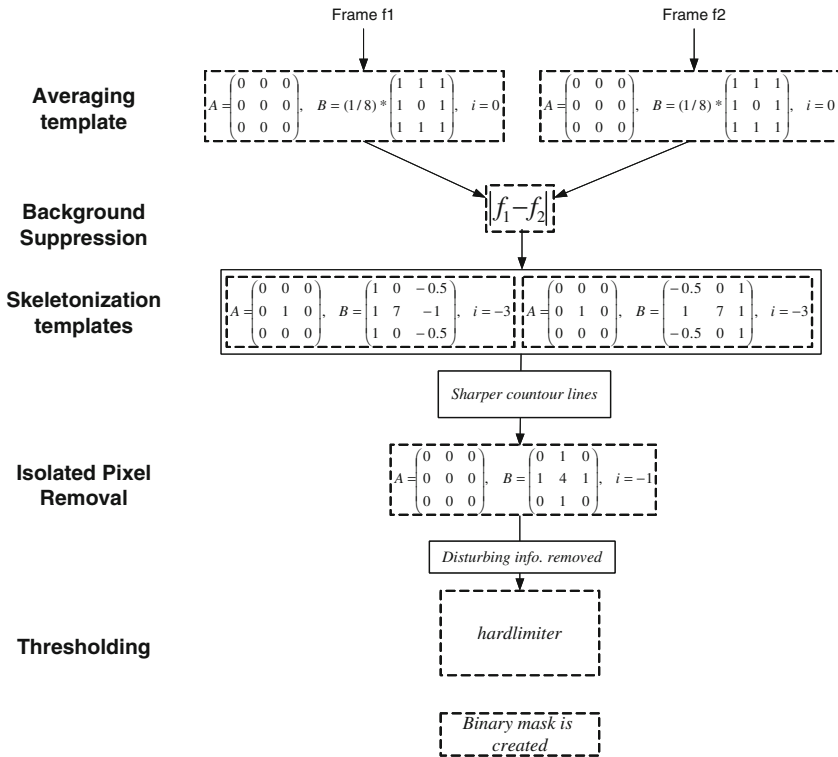 Frame f1
Frame f2
Averaging template
A = (0 0 0; 0 0 0; 0 0 0), B = (1/8) * (1 1 1; 1 0 1; 1 1 1), i = 0
A = (0 0 0; 0 0 0; 0 0 0), B = (1/8) * (1 1 1; 1 0 1; 1 1 1), i = 0
Background Suppression
|f₁−f₂|
Skeletonization templates
A = (0 0 0; 0 1 0; 0 0 0), B = (1 0 −0.5; 1 7 −1; 1 0 −0.5), i = −3
A = (0 0 0; 0 1 0; 0 0 0), B = (−0.5 0 1; 1 7 1; −0.5 0 1), i = −3
Sharper countour lines
Isolated Pixel Removal
A = (0 0 0; 0 0 0; 0 0 0), B = (0 1 0; 1 4 1; 0 1 0), i = −1
Disturbing info. removed
Thresholding
hardlimiter
Binary mask is
created